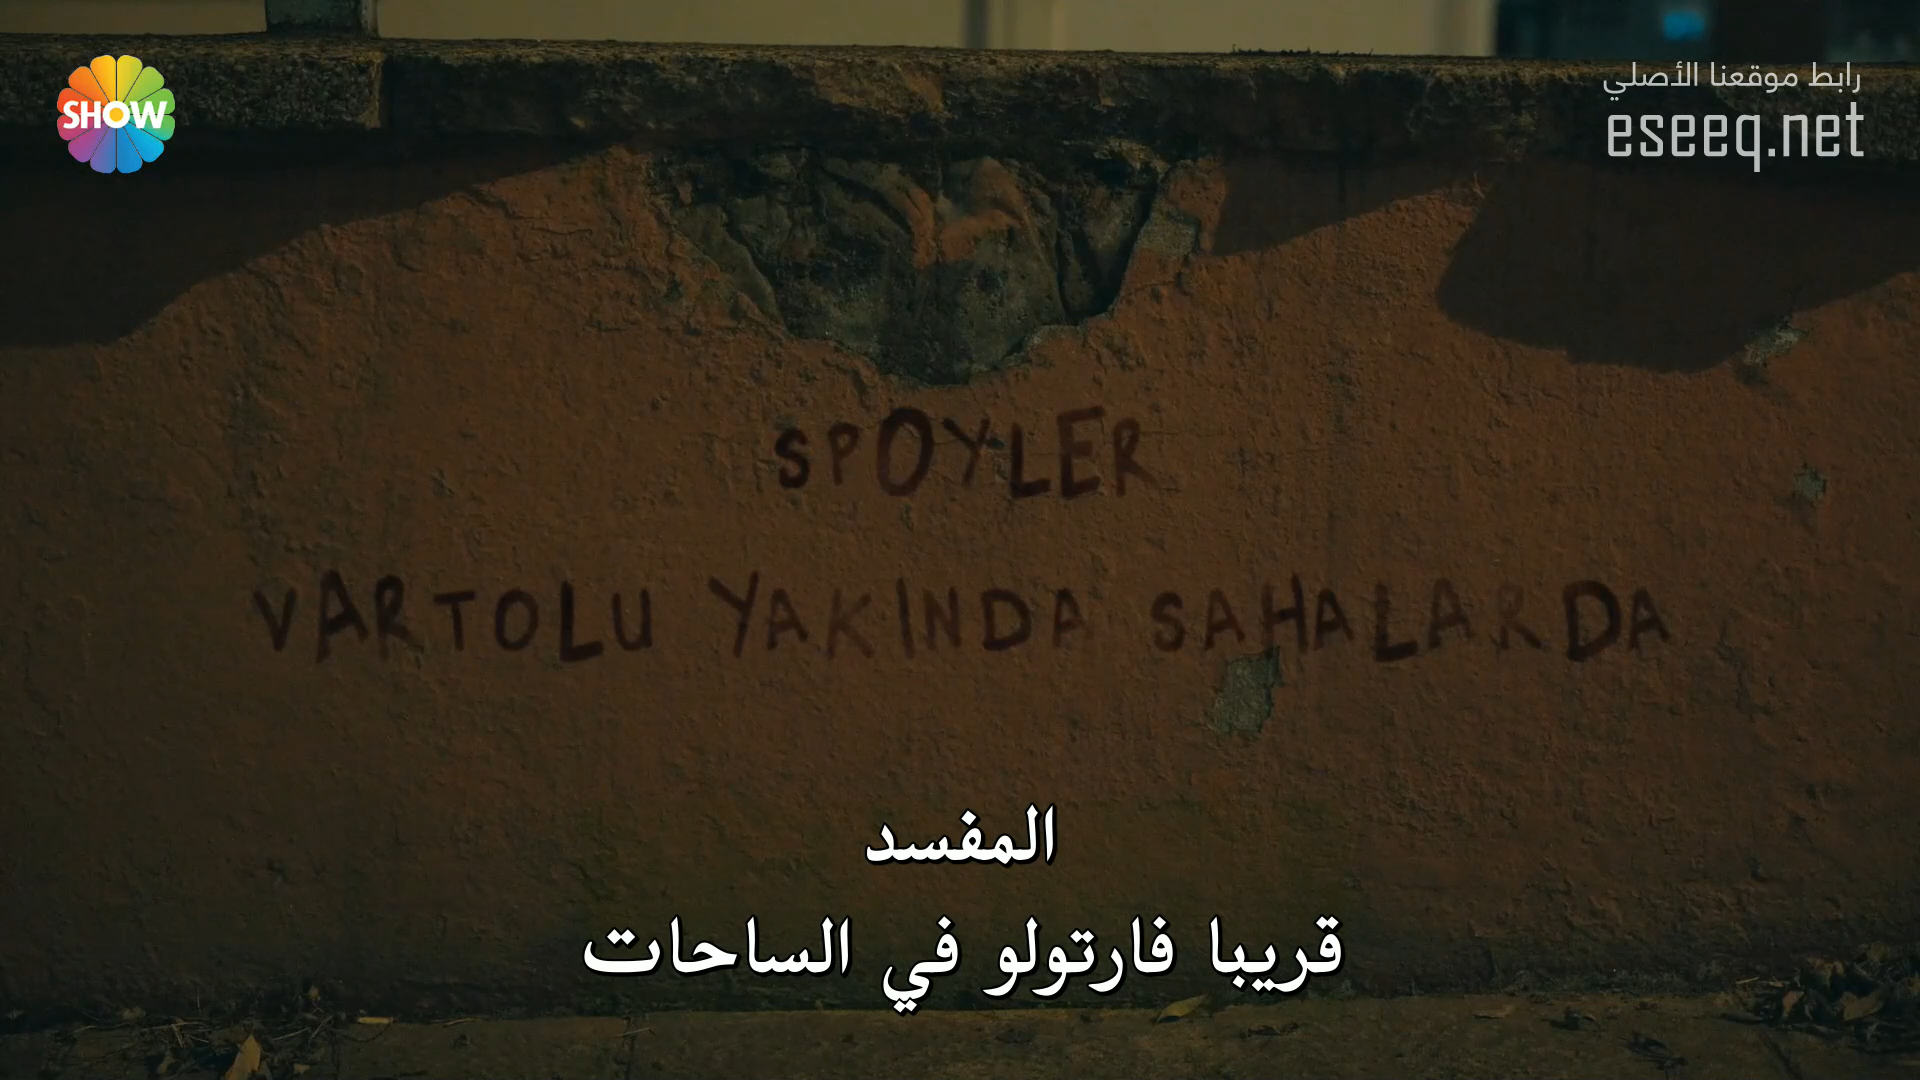 SHOW
رابط موقعنا الأصلي
eseeq.net
SPOYLER
VARTOLU YAKINDA SAHALARDA
المفسد
قريبا فارتولو في الساحات